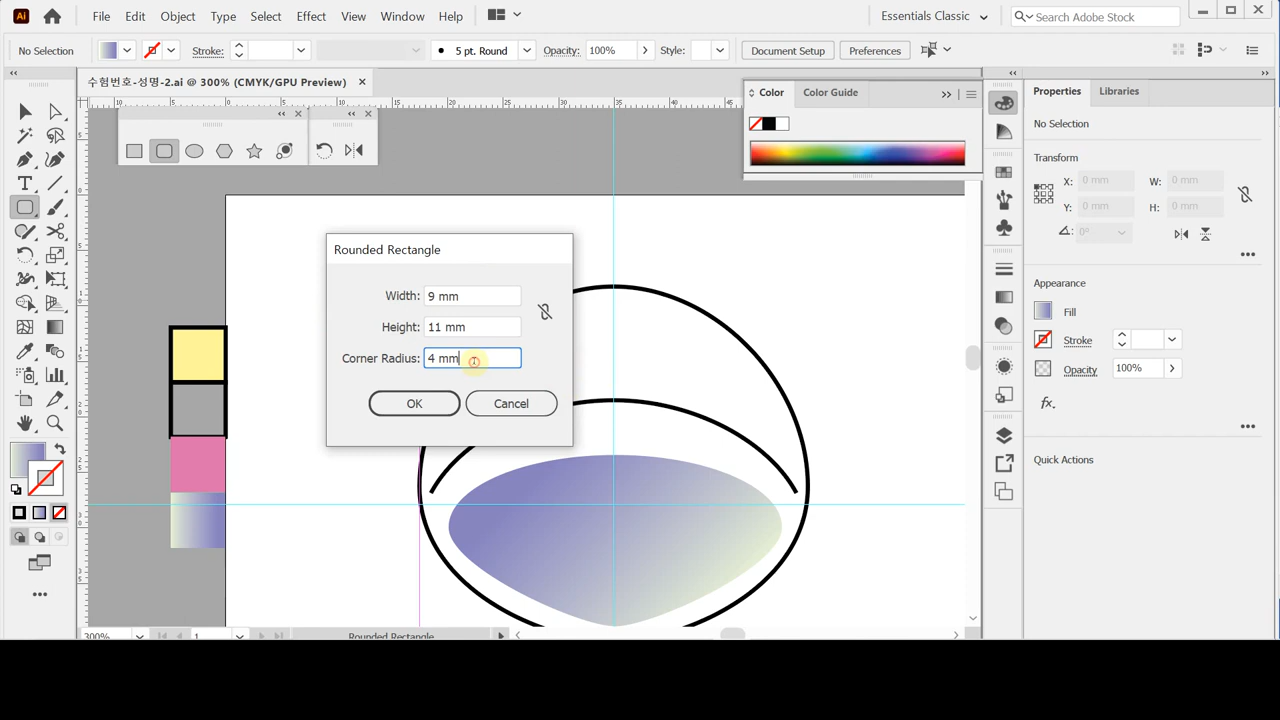 Ai File Edit Object Type Select Effect View Window Help Essentials Classic Search Adobe Stock
No Selection Stroke: 5 pt. Round Opacity: 100% Style: Document Setup Preferences
수험번호-성명-2.ai @ 300% (CMYK/GPU Preview)
Color Color Guide
Properties Libraries
No Selection
Transform
X: 0 mm W: 0 mm
Y: 0 mm H: 0 mm
0°
Appearance
Fill
Stroke
Opacity 100%
fx.
Quick Actions
Rounded Rectangle
Width: 9 mm
Height: 11 mm
Corner Radius: 4 mm
OK Cancel
300% 1 Rounded Rectangle